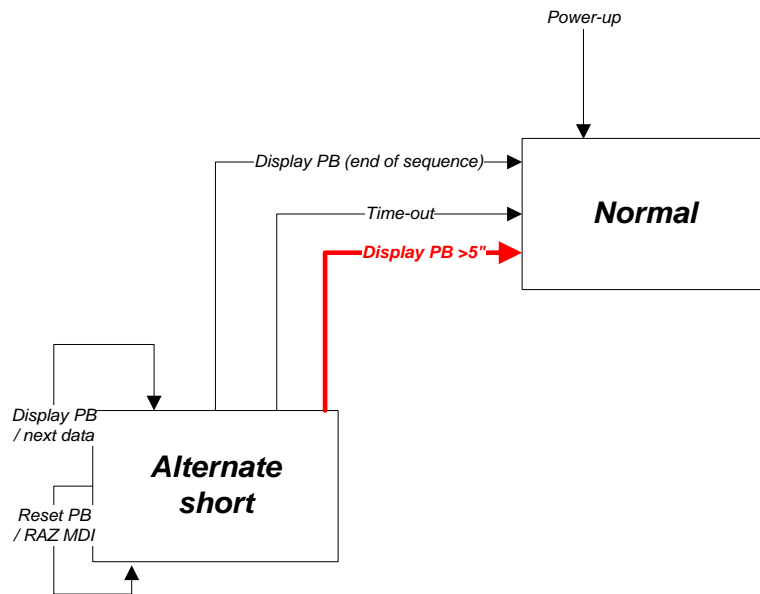 Power-up
Display PB (end of sequence)
Normal
Time-out
Display PB >5"
Display PB
/ next data
Alternate
short
Reset PB
/ RAZ MDI